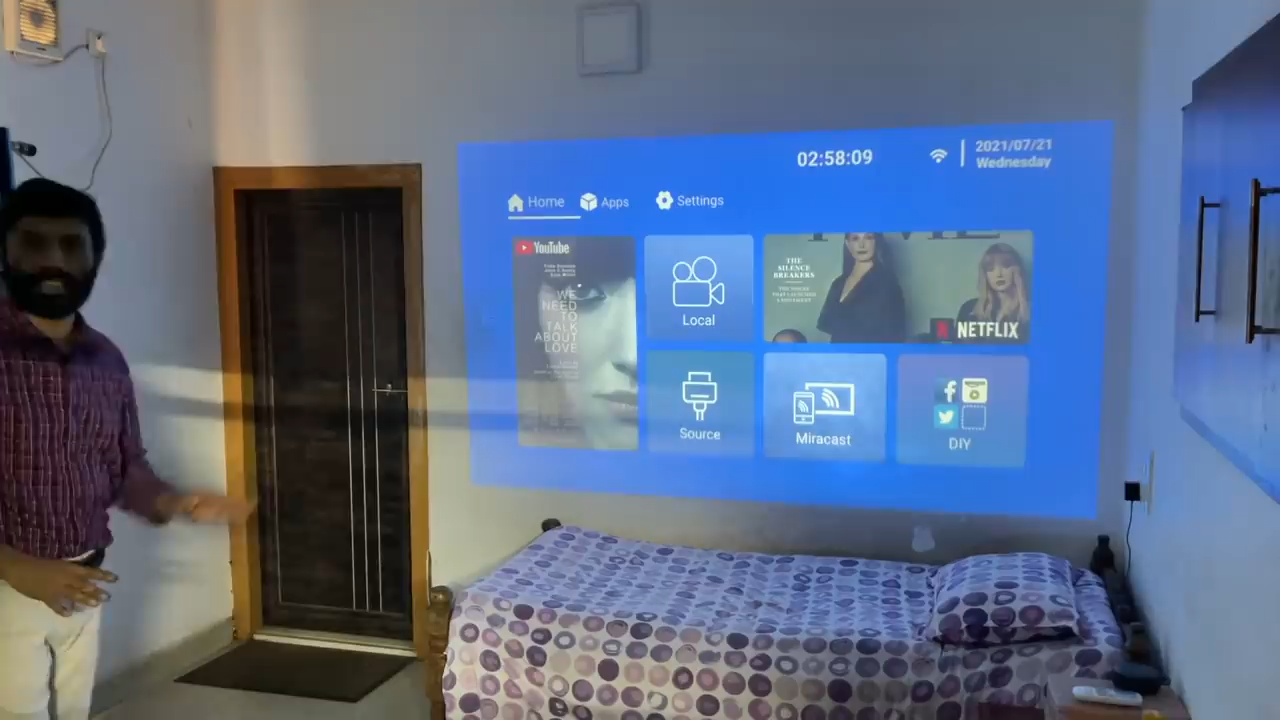 02:58:09
2021/07/21
Wednesday
Home
Apps
Settings
YouTube
WE
NEED
TO
TALK
ABOUT
LOVE
Local
THE
SILENCE
BREAKERS
NETFLIX
Source
Miracast
DIY